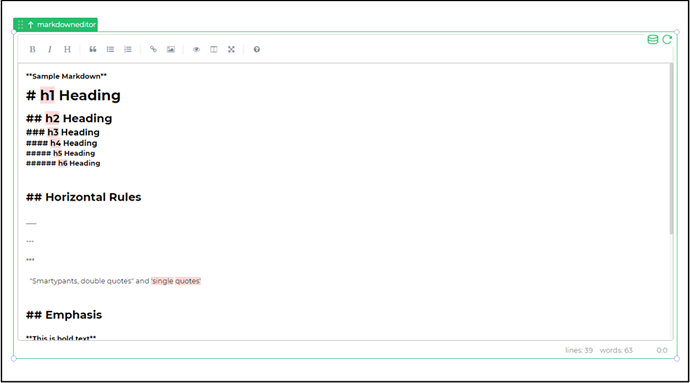 markdowneditor
B I H
**Sample Markdown**
# h1 Heading
## h2 Heading
### h3 Heading
#### h4 Heading
##### h5 Heading
###### h6 Heading
## Horizontal Rules
___
---
***
"Smartypants, double quotes" and 'single quotes'
## Emphasis
**This is bold text**
lines: 39 words: 63 0:0